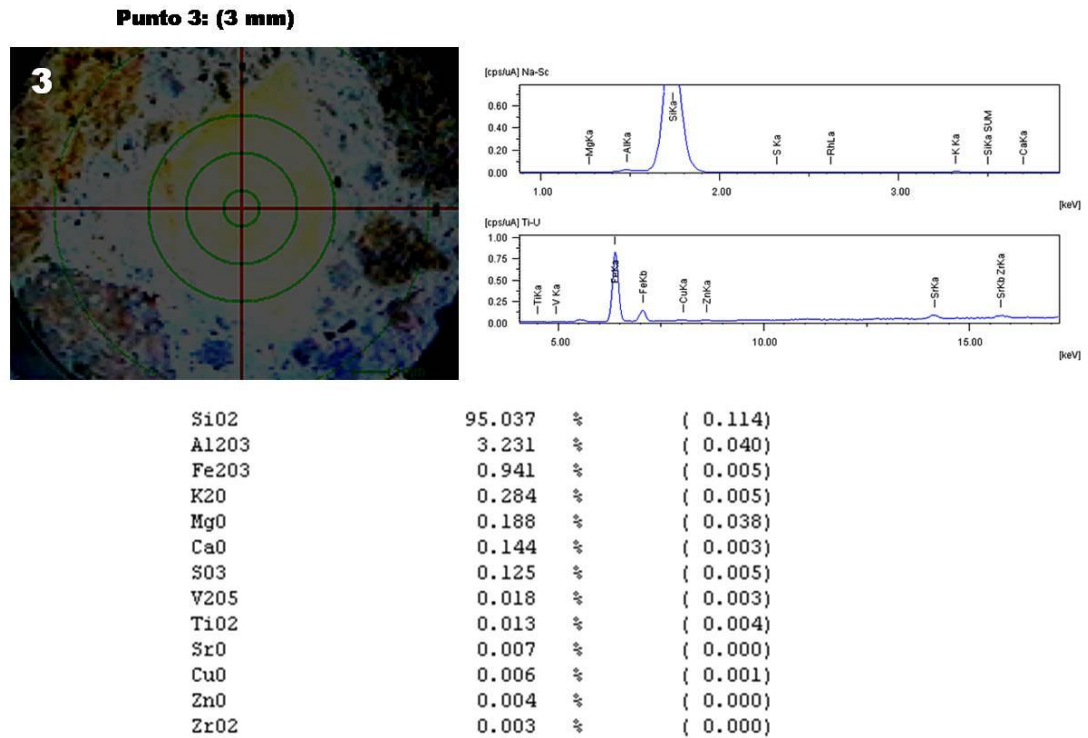 Punto 3: (3 mm)
3
[cps/uA] Na-Sc
0.60
0.40
0.20
0.00
MgKa
AlKa
SiKa
S Ka
RhLa
K Ka
SiKa SUM
CaKa
1.00 2.00 3.00
[keV]
[cps/uA] Ti-U
1.00
0.75
0.50
0.25
0.00
TiKa
V Ka
FeKa
FeKb
CuKa
ZnKa
SrKa
SrKb ZrKa
5.00 10.00 15.00
[keV]
SiO2 95.037 % ( 0.114)
Al2O3 3.231 % ( 0.040)
Fe2O3 0.941 % ( 0.005)
K2O 0.284 % ( 0.005)
MgO 0.188 % ( 0.038)
CaO 0.144 % ( 0.003)
SO3 0.125 % ( 0.005)
V2O5 0.018 % ( 0.003)
TiO2 0.013 % ( 0.004)
SrO 0.007 % ( 0.000)
CuO 0.006 % ( 0.001)
ZnO 0.004 % ( 0.000)
ZrO2 0.003 % ( 0.000)